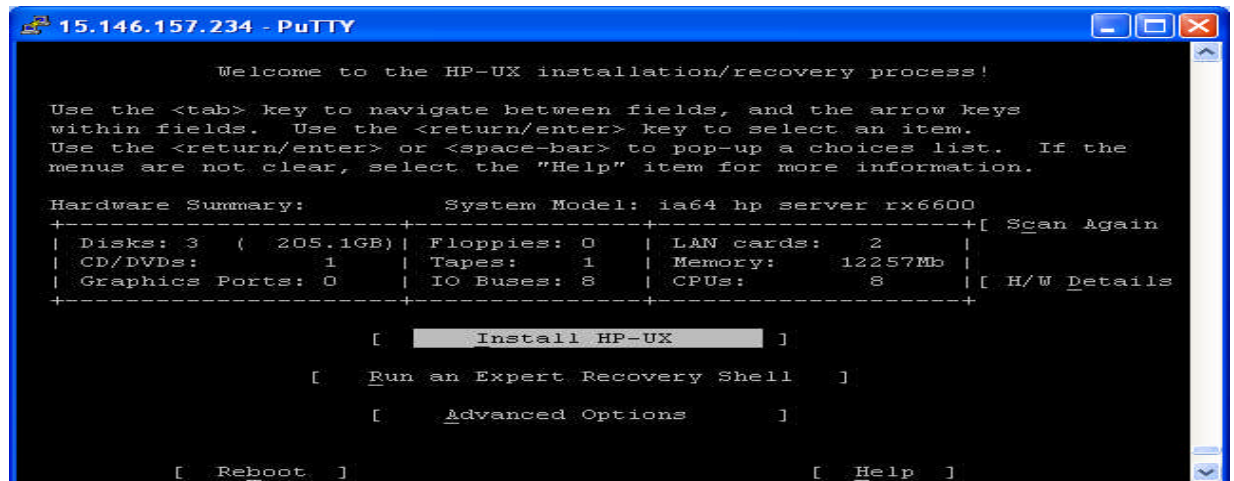 15.146.157.234 - PuTTY
Welcome to the HP-UX installation/recovery process!
Use the <tab> key to navigate between fields, and the arrow keys
within fields.  Use the <return/enter> key to select an item.
Use the <return/enter> or <space-bar> to pop-up a choices list.  If the
menus are not clear, select the "Help" item for more information.
Hardware Summary:          System Model: ia64 hp server rx6600
+---------------------+----------------+--------------------+[ Scan Again
| Disks: 3  (  205.1GB)| Floppies: 0   | LAN cards:   2      |
| CD/DVDs:         1   | Tapes:    1   | Memory:    12257Mb |
| Graphics Ports: 0    | IO Buses: 8   | CPUs:        8      |[ H/W Details
+---------------------+----------------+--------------------+
[     Install HP-UX       ]
[   Run an Expert Recovery Shell   ]
[    Advanced Options     ]
[  Reboot  ]                                  [  Help  ]